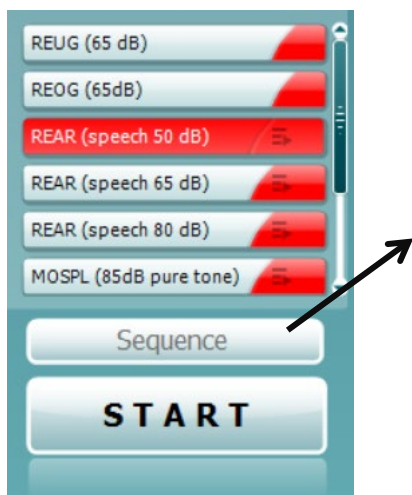 REUG (65 dB)
REOG (65dB)
REAR (speech 50 dB)
REAR (speech 65 dB)
REAR (speech 80 dB)
MOSPL (85dB pure tone)
Sequence
START